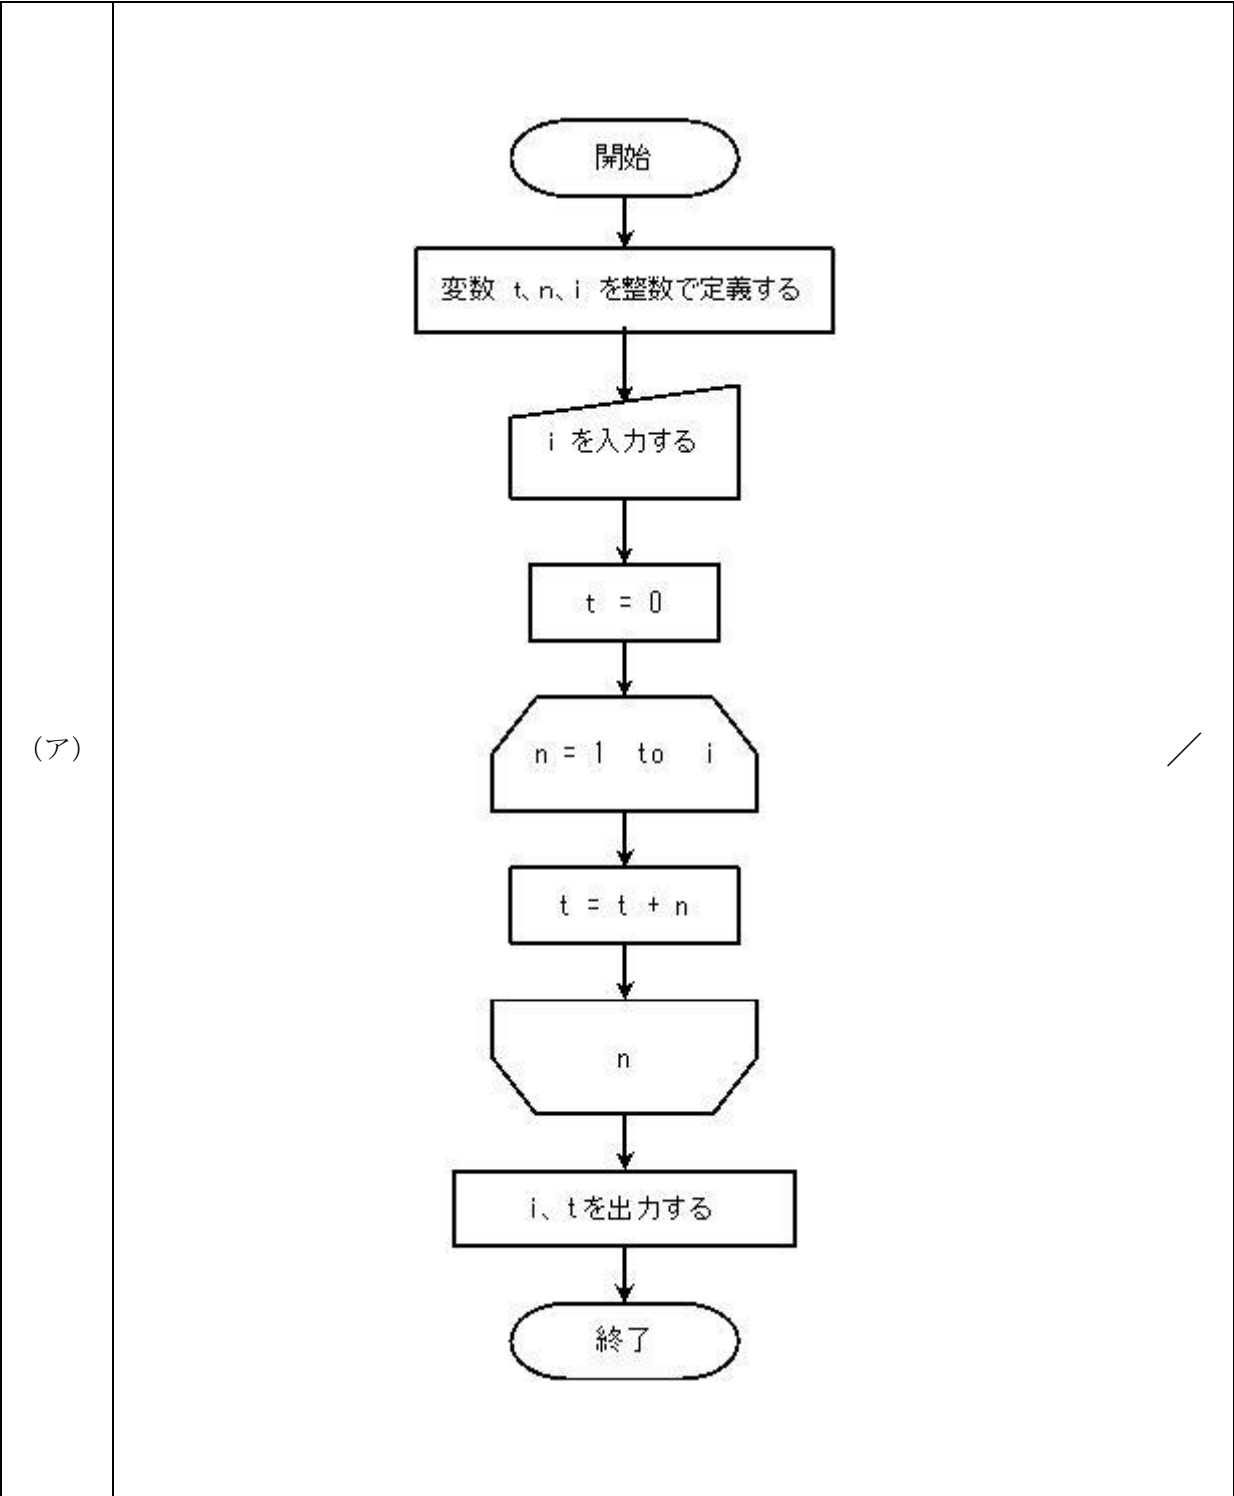 開始
変数 t、n、i を整数で定義する
i を入力する
t = 0
(ア)
n = 1 to i
／
t = t + n
n
i、tを出力する
終了